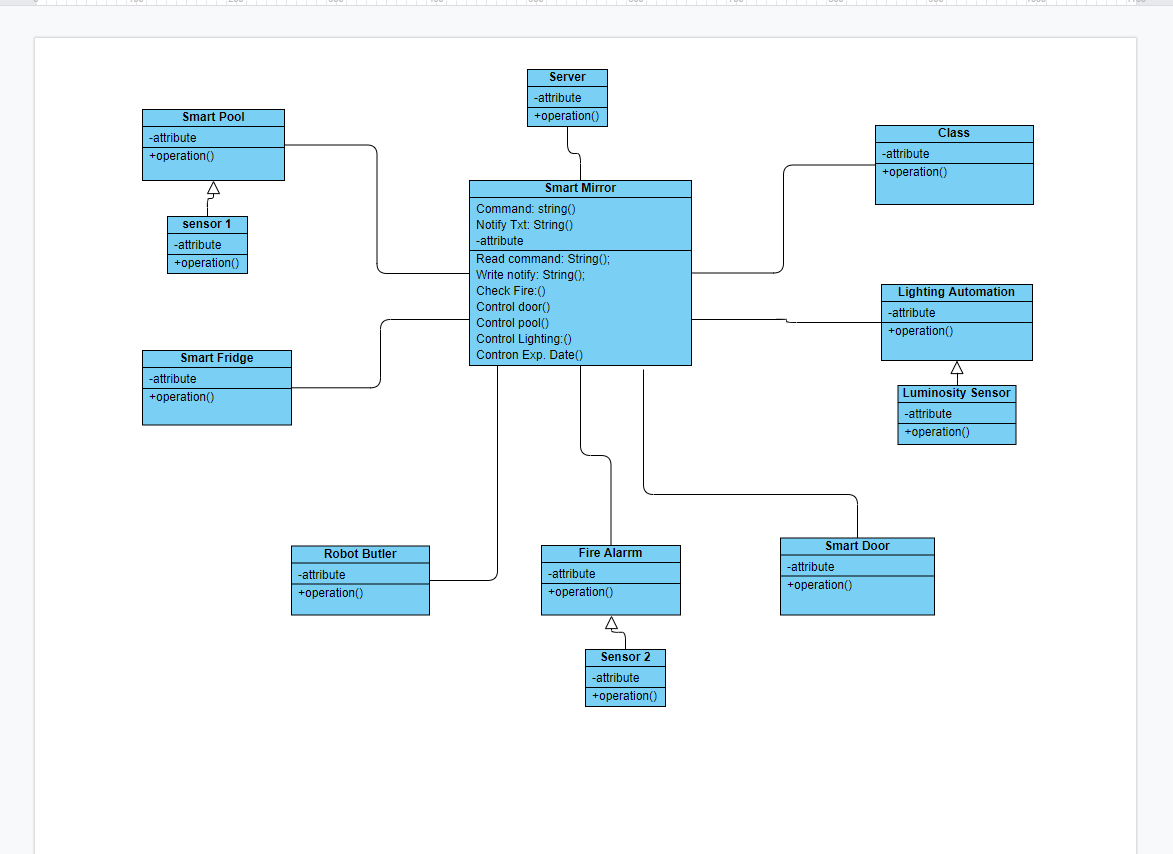 Server
-attribute
+operation()
Smart Pool
-attribute
+operation()
Class
-attribute
+operation()
sensor 1
-attribute
+operation()
Smart Mirror
Command: string()
Notify Txt: String()
-attribute
Read command: String();
Write notify: String();
Check Fire:()
Control door()
Control pool()
Control Lighting:()
Contron Exp. Date()
Lighting Automation
-attribute
+operation()
Smart Fridge
-attribute
+operation()
Luminosity Sensor
-attribute
+operation()
Robot Butler
-attribute
+operation()
Fire Alarrm
-attribute
+operation()
Smart Door
-attribute
+operation()
Sensor 2
-attribute
+operation()